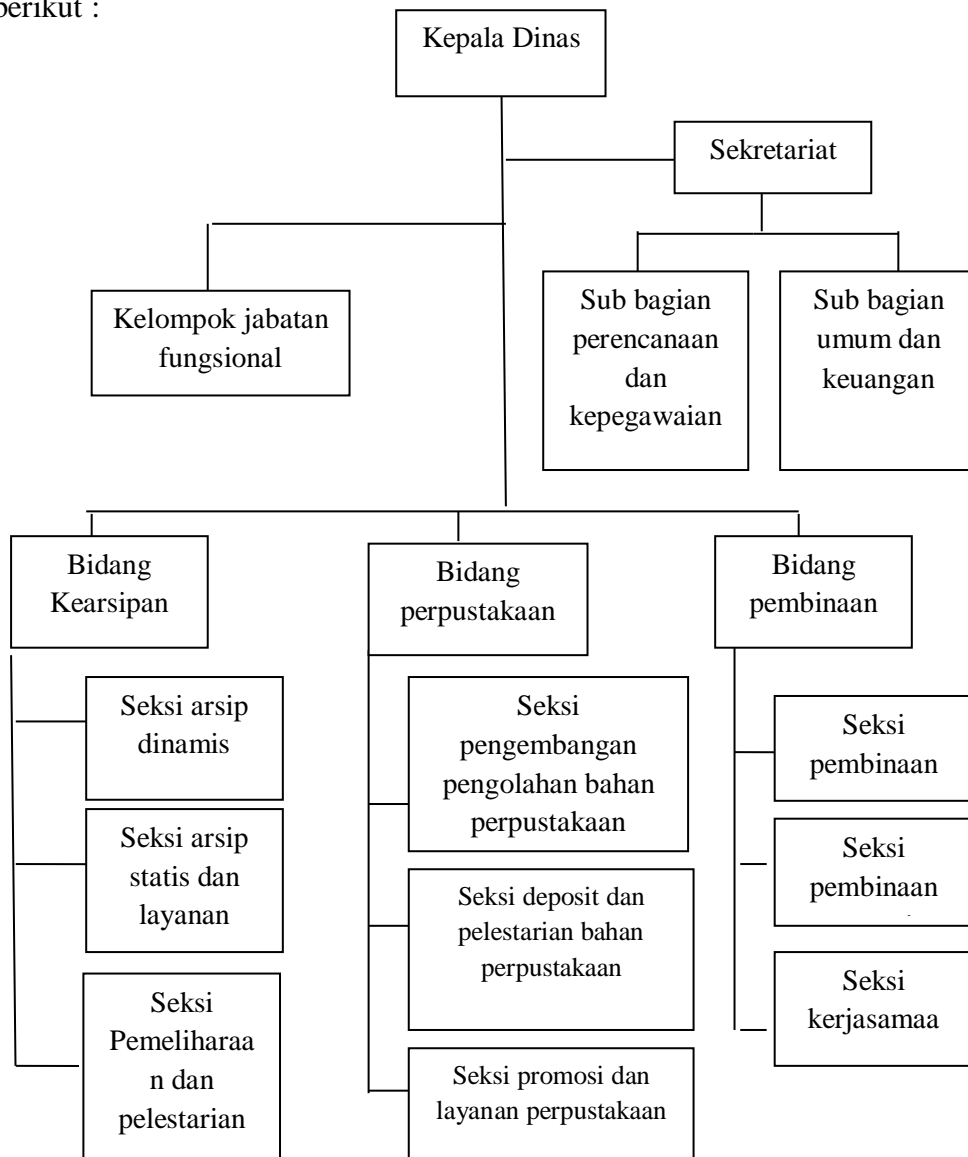 berikut :
Kepala Dinas
Sekretariat
Kelompok jabatan
fungsional
Sub bagian
perencanaan
dan
kepegawaian
Sub bagian
umum dan
keuangan
Bidang
Kearsipan
Seksi arsip
dinamis
Seksi arsip
statis dan
layanan
Seksi
Pemeliharaa
n dan
pelestarian
Bidang
perpustakaan
Seksi
pengembangan
pengolahan bahan
perpustakaan
Seksi deposit dan
pelestarian bahan
perpustakaan
Seksi promosi dan
layanan perpustakaan
Bidang
pembinaan
Seksi
pembinaan
Seksi
pembinaan
Seksi
kerjasamaa